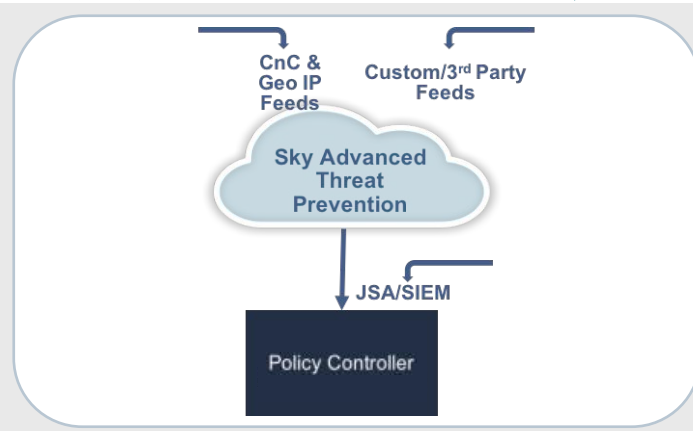 CnC &
Geo IP
Feeds
Custom/3rd Party
Feeds
Sky Advanced
Threat
Prevention
JSA/SIEM
Policy Controller